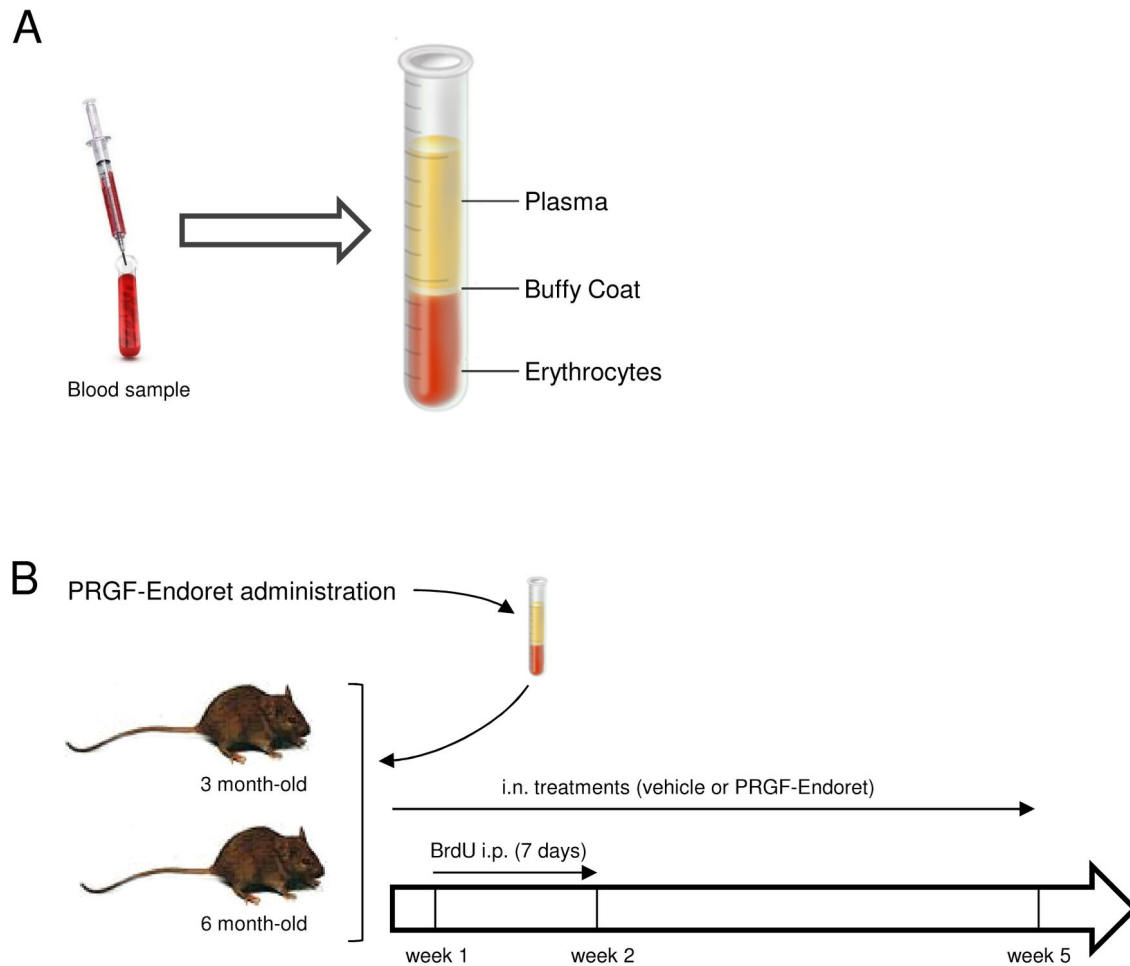 A
Plasma
Buffy Coat
Erythrocytes
Blood sample
B
PRGF-Endoret administration
3 month-old
i.n. treatments (vehicle or PRGF-Endoret)
BrdU i.p. (7 days)
6 month-old
week 1
week 2
week 5